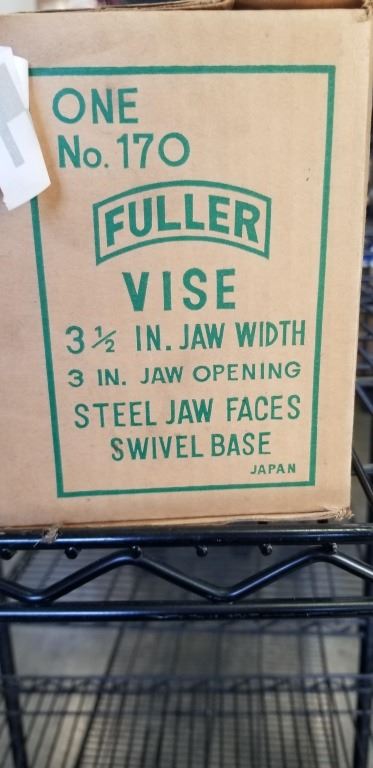 ONE
No. 170
FULLER
VISE
3 ½ IN. JAW WIDTH
3 IN. JAW OPENING
STEEL JAW FACES
SWIVEL BASE
JAPAN